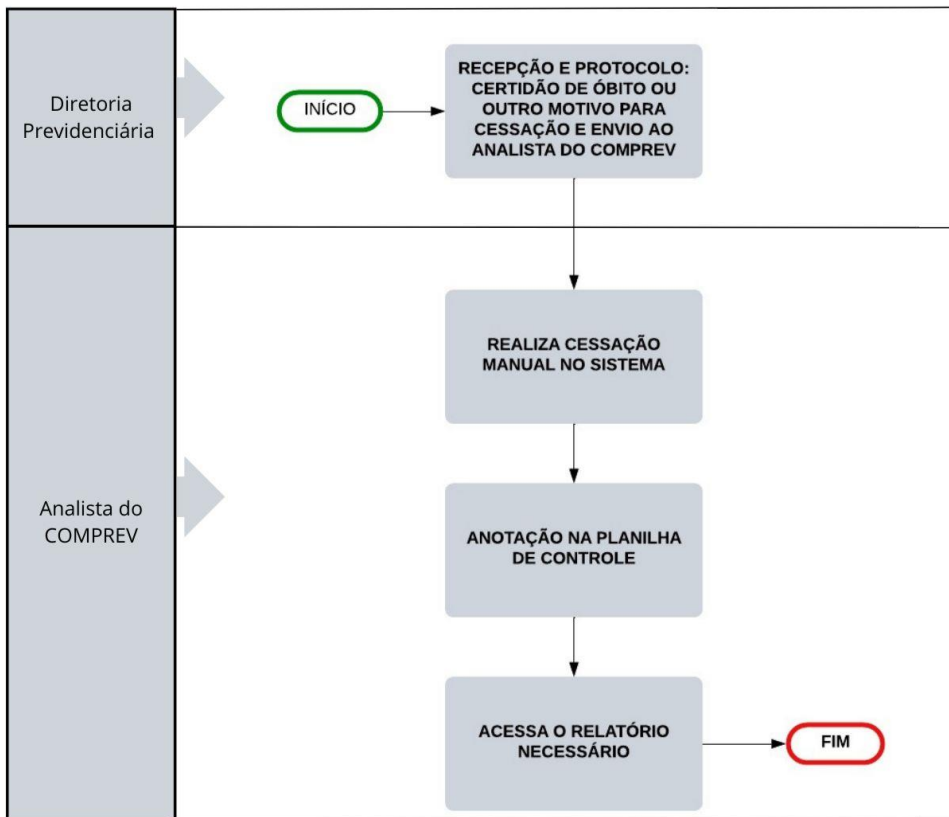 Diretoria
Previdenciária
INÍCIO
RECEPÇÃO E PROTOCOLO:
CERTIDÃO DE ÓBITO OU
OUTRO MOTIVO PARA
CESSAÇÃO E ENVIO AO
ANALISTA DO COMPREV
Analista do
COMPREV
REALIZA CESSAÇÃO
MANUAL NO SISTEMA
ANOTAÇÃO NA PLANILHA
DE CONTROLE
ACESSA O RELATÓRIO
NECESSÁRIO
FIM